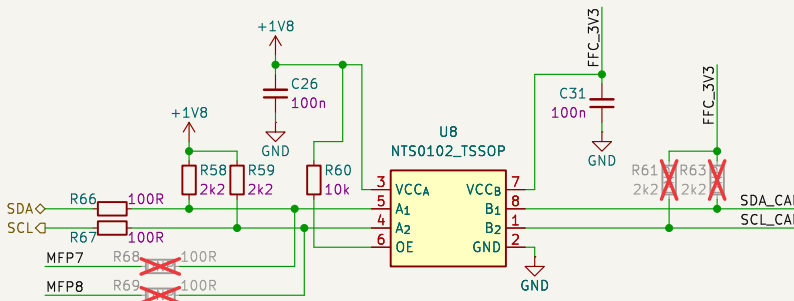 +1V8
C26
100n
GND
+1V8
R58
2k2
R59
2k2
R60
10k
SDA
R66
100R
SCL
R67
100R
MFP7
R68
100R
MFP8
R69
100R
U8
NTS0102_TSSOP
3
VCCA
5
A1
4
A2
6
OE
VCCB
7
B1
8
B2
1
GND
2
GND
FFC_3V3
C31
100n
GND
FFC_3V3
R61
2k2
R63
2k2